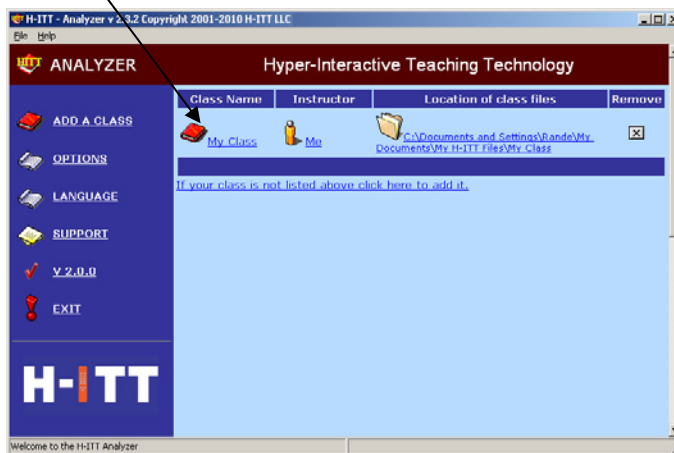 H-ITT - Analyzer v 2.3.2 Copyright 2001-2010 H-ITT LLC
File Help
H-ITT ANALYZER
Hyper-Interactive Teaching Technology
Class Name Instructor Location of class files Remove
ADD A CLASS
OPTIONS
LANGUAGE
SUPPORT
V 2.0.0
EXIT
H-ITT
My Class
Me
C:\Documents and Settings\Rande\My
Documents\My H-ITT Files\My Class
X
If your class is not listed above click here to add it.
Welcome to the H-ITT Analyzer